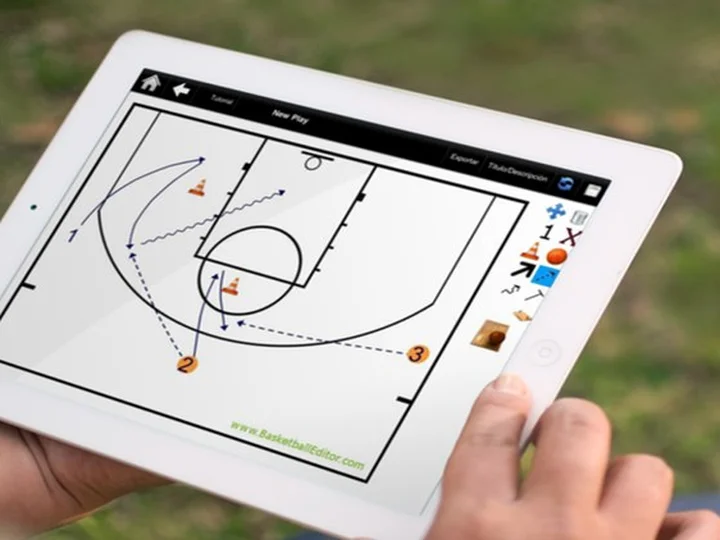 Tutorial
New Play
Exportar
Título/Descripción
1
1 X
2
3
www.BasketballEditor.com